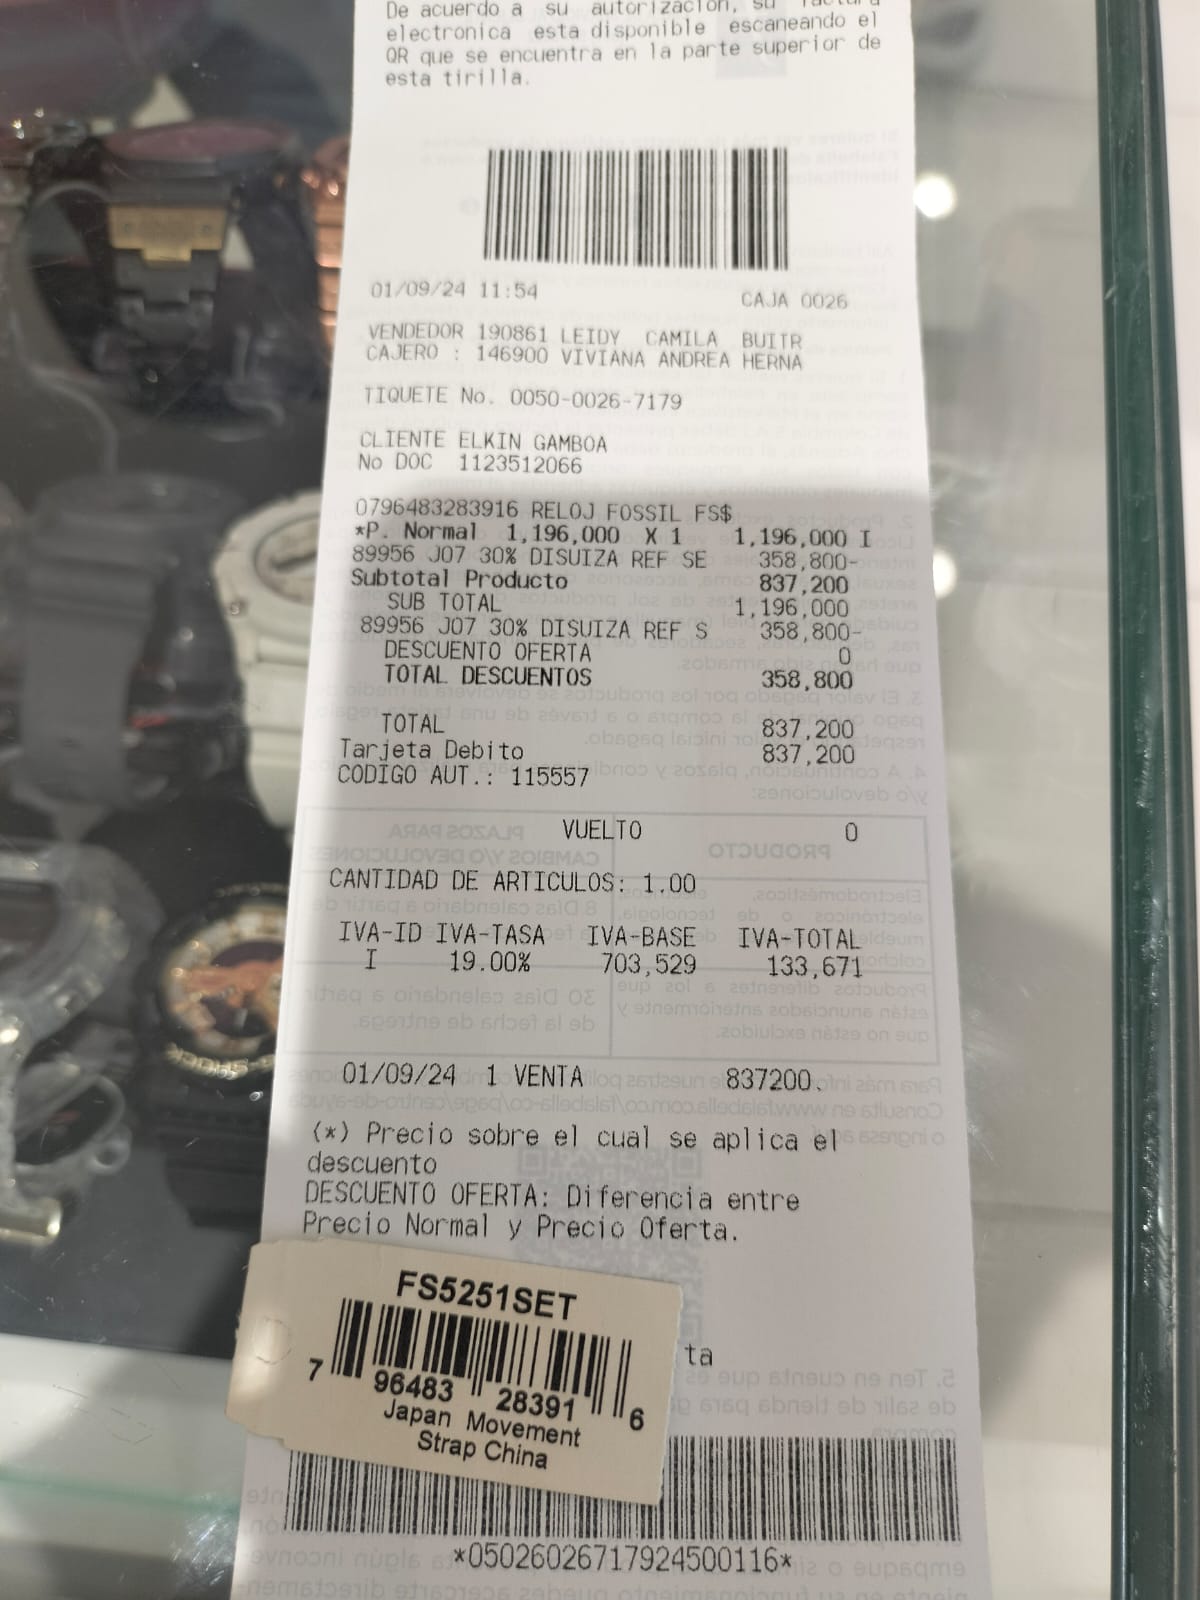 De acuerdo a su autorización, su factura
electronica esta disponible escaneando el
QR que se encuentra en la parte superior de
esta tirilla.
01/09/24 11:54 CAJA 0026
VENDEDOR 190861 LEIDY CAMILA BUITR
CAJERO : 146900 VIVIANA ANDREA HERNA
TIQUETE No. 0050-0026-7179
CLIENTE ELKIN GAMBOA
No DOC 1123512066
0796483283916 RELOJ FOSSIL FS$
*P. Normal 1,196,000 X 1 1,196,000 I
89956 J07 30% DISUIZA REF SE 358,800-
Subtotal Producto 837,200
SUB TOTAL 1,196,000
89956 J07 30% DISUIZA REF S 358,800-
DESCUENTO OFERTA 0
TOTAL DESCUENTOS 358,800
TOTAL 837,200
Tarjeta Debito 837,200
CODIGO AUT.: 115557
VUELTO 0
CANTIDAD DE ARTICULOS: 1.00
IVA-ID IVA-TASA IVA-BASE IVA-TOTAL
I 19.00% 703,529 133,671
01/09/24 1 VENTA 837200.
(*) Precio sobre el cual se aplica el
descuento
DESCUENTO OFERTA: Diferencia entre
Precio Normal y Precio Oferta.
ta
FS5251SET
7 96483 28391 6
Japan Movement
Strap China
*05026026717924500116*
G-SHOCK